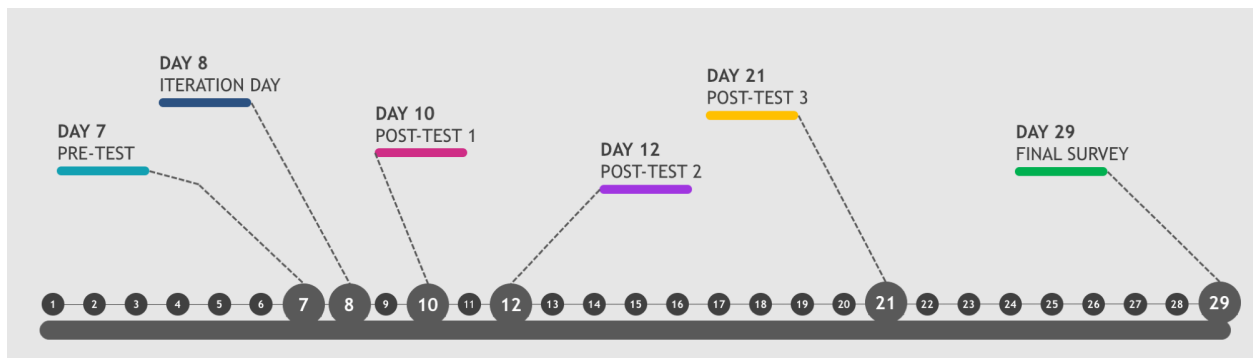 DAY 8
ITERATION DAY
DAY 21
POST-TEST 3
DAY 10
POST-TEST 1
DAY 7
PRE-TEST
DAY 29
FINAL SURVEY
DAY 12
POST-TEST 2
1 2 3 4 5 6 7 8 9 10 11 12 13 14 15 16 17 18 19 20 21 22 23 24 25 26 27 28 29